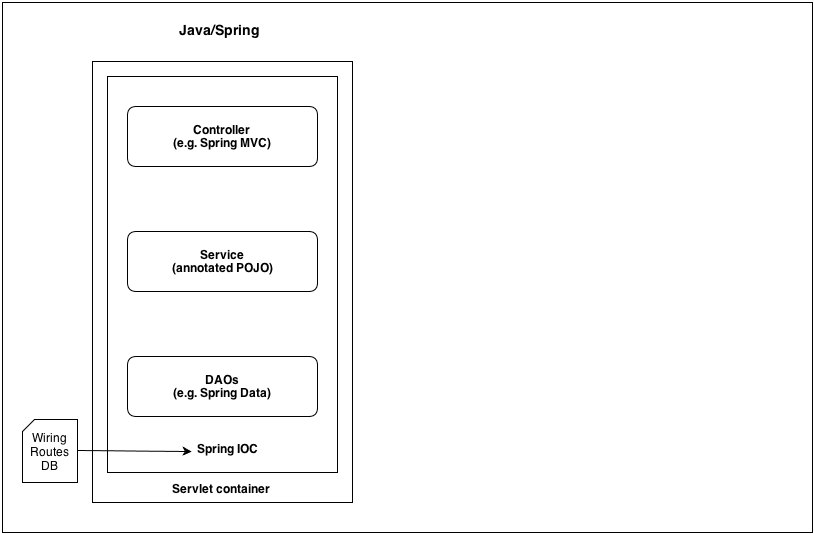 Java/Spring
Controller
(e.g. Spring MVC)
Service
(annotated POJO)
DAOs
(e.g. Spring Data)
Wiring
Routes
DB
Spring IOC
Servlet container